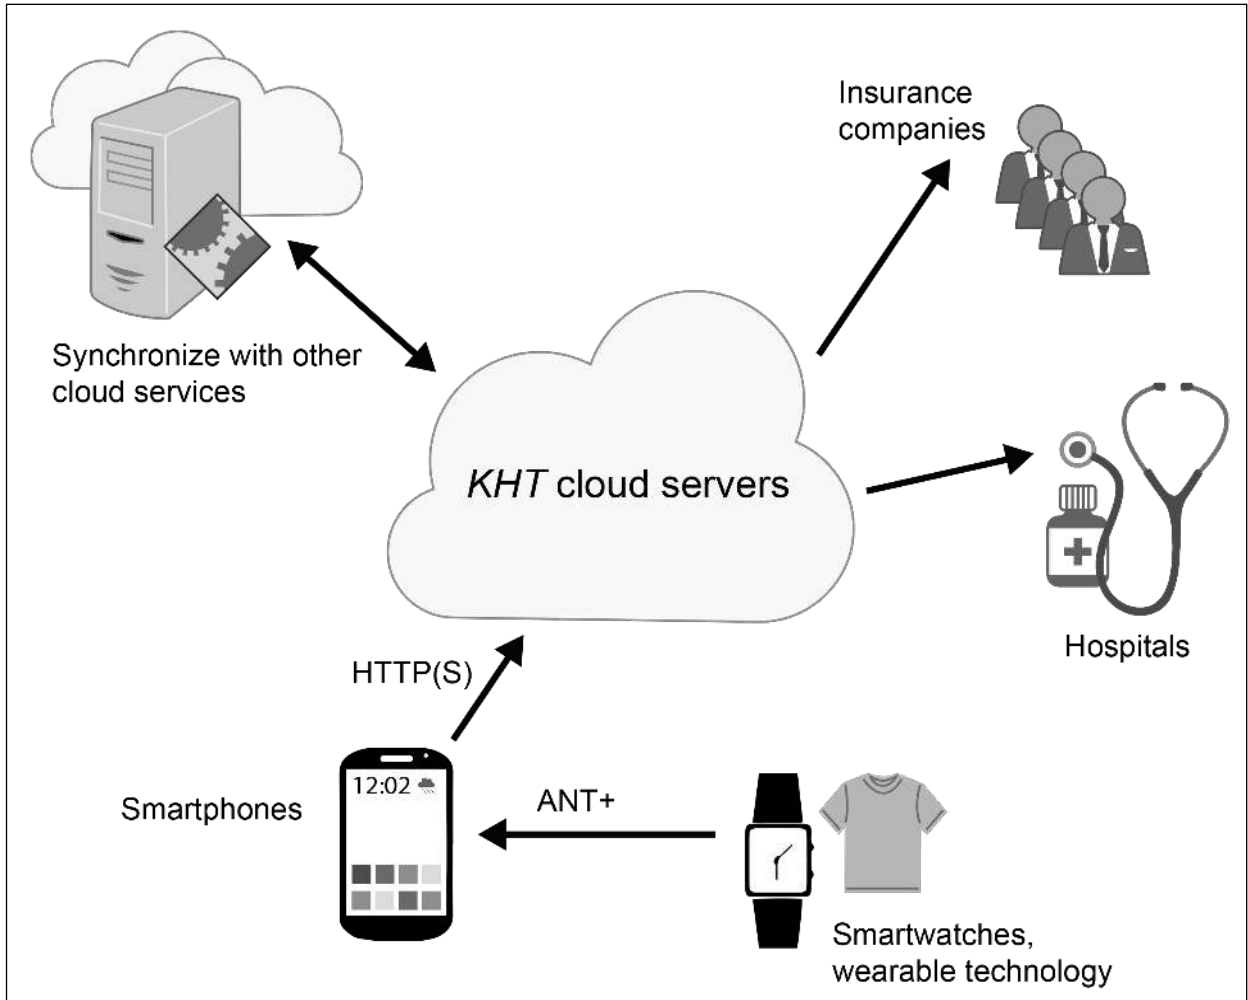 Insurance
companies
Synchronize with other
cloud services
KHT cloud servers
Hospitals
HTTP(S)
12:02
Smartphones
ANT+
Smartwatches,
wearable technology